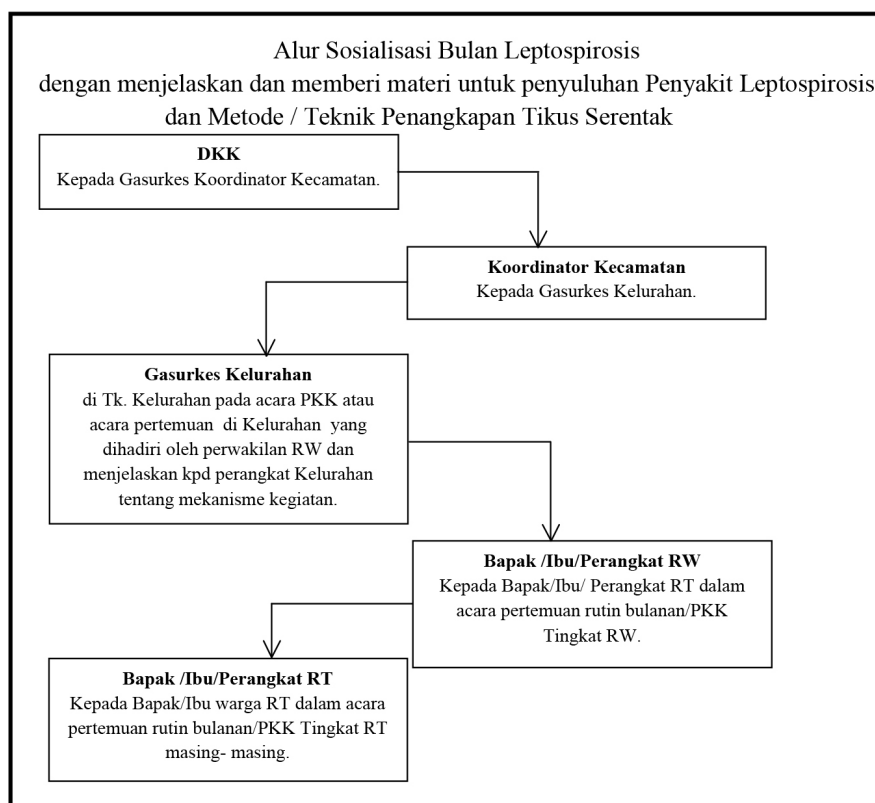 Alur Sosialisasi Bulan Leptospirosis
dengan menjelaskan dan memberi materi untuk penyuluhan Penyakit Leptospirosis
dan Metode / Teknik Penangkapan Tikus Serentak
DKK
Kepada Gasurkes Koordinator Kecamatan.
Koordinator Kecamatan
Kepada Gasurkes Kelurahan.
Gasurkes Kelurahan
di Tk. Kelurahan pada acara PKK atau
acara pertemuan di Kelurahan yang
dihadiri oleh perwakilan RW dan
menjelaskan kpd perangkat Kelurahan
tentang mekanisme kegiatan.
Bapak /Ibu/Perangkat RW
Kepada Bapak/Ibu/ Perangkat RT dalam
acara pertemuan rutin bulanan/PKK
Tingkat RW.
Bapak /Ibu/Perangkat RT
Kepada Bapak/Ibu warga RT dalam acara
pertemuan rutin bulanan/PKK Tingkat RT
masing- masing.